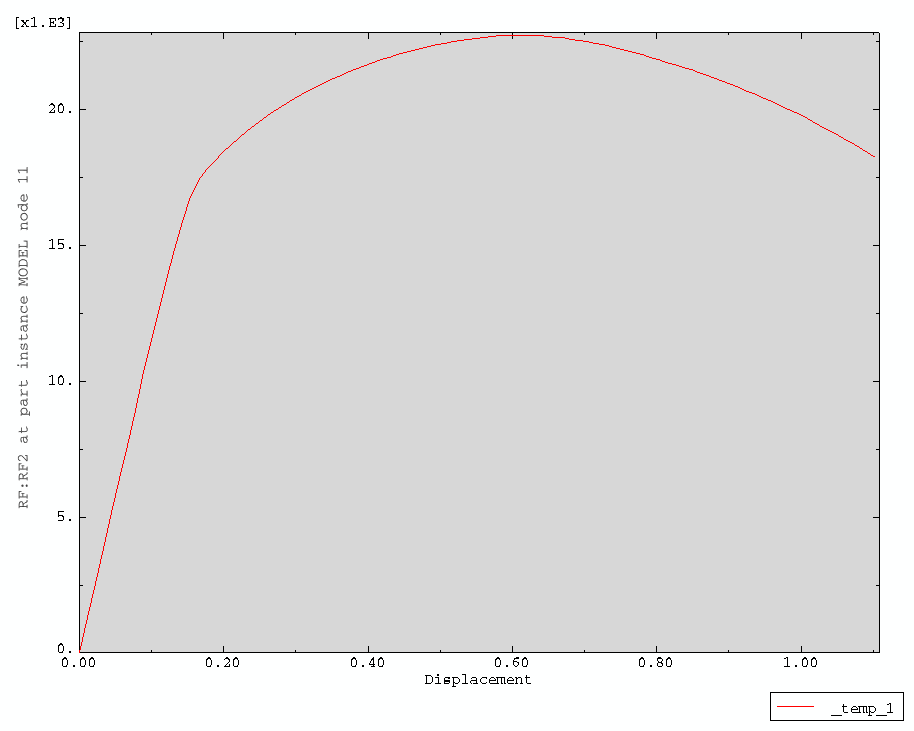 [x1.E3]
20.
15.
10.
5.
0.
RF:RF2 at part instance MODEL node 11
0.00 0.20 0.40 0.60 0.80 1.00
Displacement
_temp_1